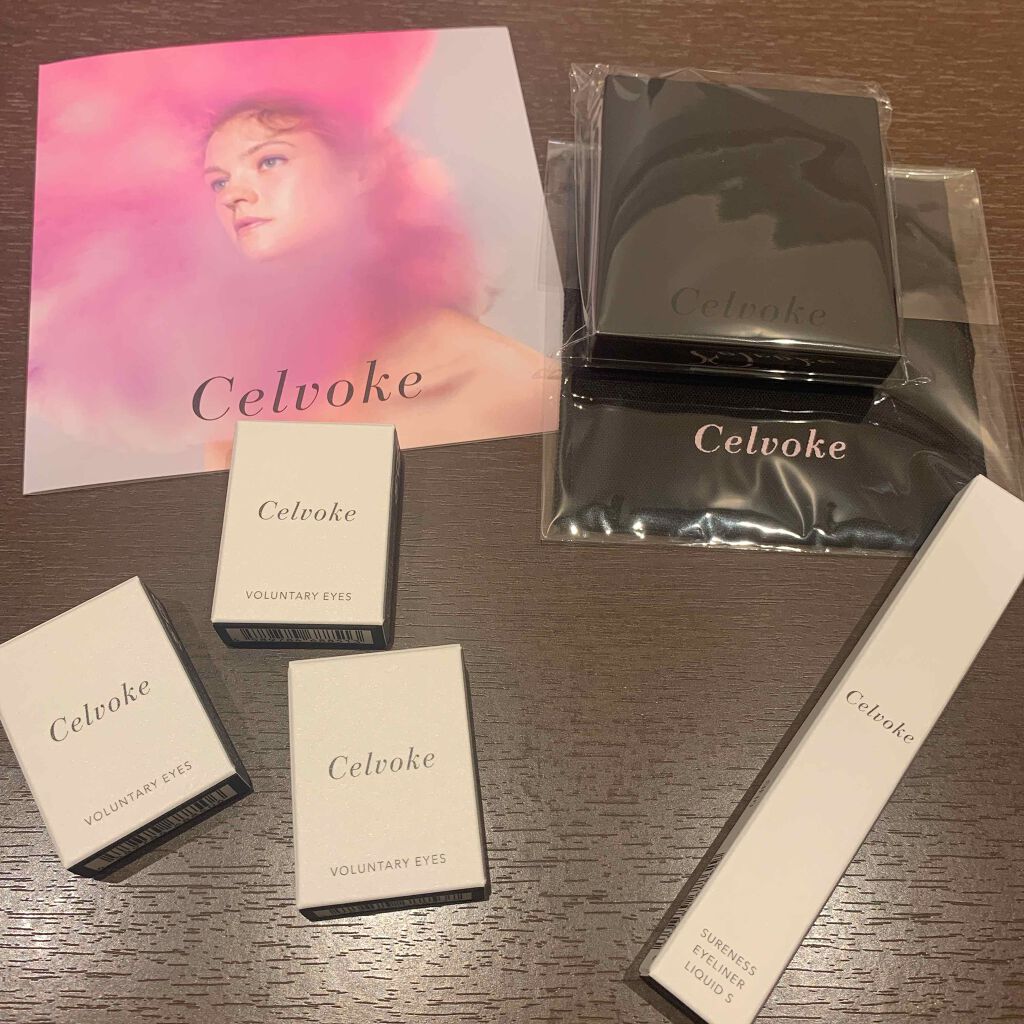 Celvoke
Celvoke
Celvoke
Celvoke
VOLUNTARY EYES
Celvoke
VOLUNTARY EYES
Celvoke
VOLUNTARY EYES
Celvoke
SURENESS
EYELINER
LIQUID S